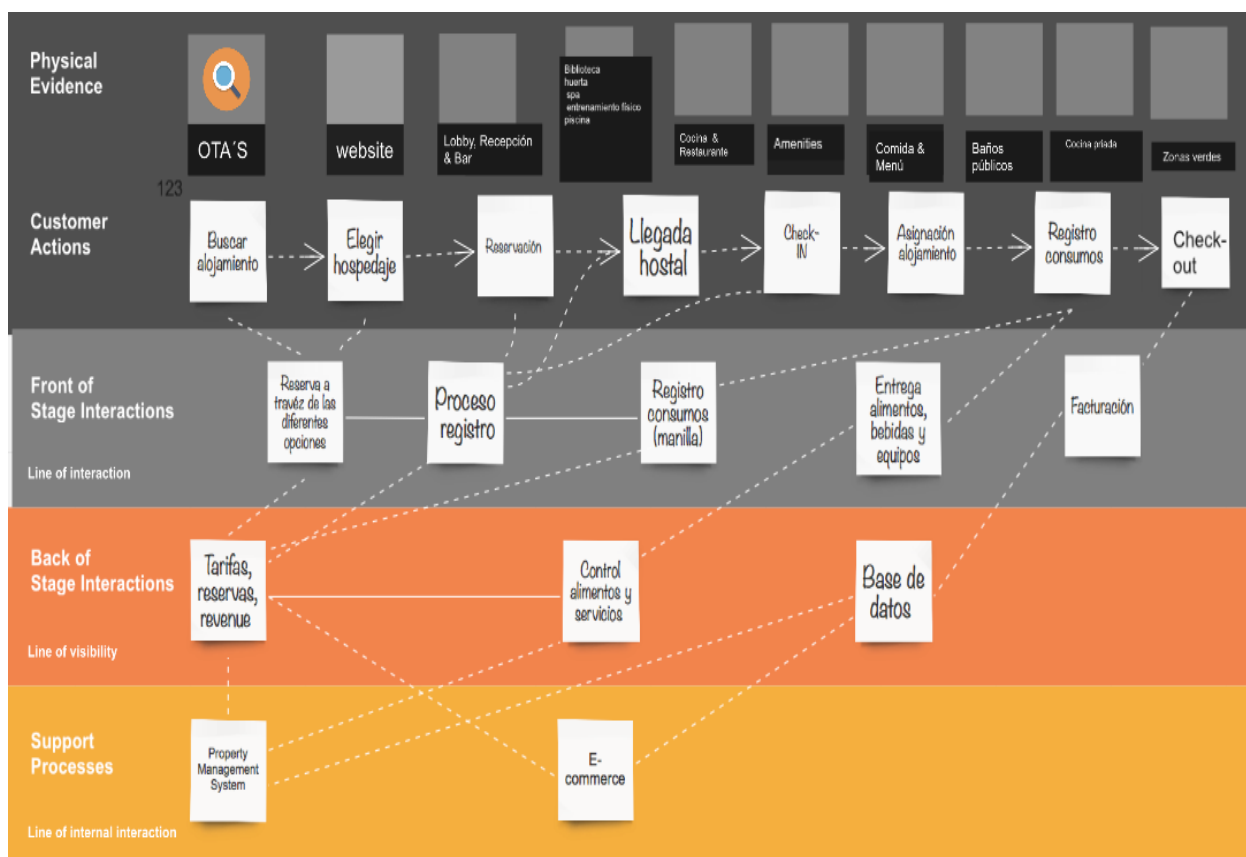 Physical
Evidence
OTA´S
website
Lobby, Recepción
& Bar
Biblioteca
huerta
spa
entrenamiento físico
piscina
Cocina &
Restaurante
Amenities
Comida &
Menú
Baños
públicos
Cocina priada
Zonas verdes
123
Customer
Actions
Buscar
alojamiento
Elegir
hospedaje
Reservación
Llegada
hostal
Check-
IN
Asignación
alojamiento
Registro
consumos
Check-
out
Front of
Stage Interactions
Reserva a
travéz de las
diferentes
opciones
Proceso
registro
Registro
consumos
(manilla)
Entrega
alimentos,
bebidas y
equipos
Facturación
Line of interaction
Back of
Stage Interactions
Tarifas,
reservas,
revenue
Control
alimentos y
servicios
Base de
datos
Line of visibility
Support
Processes
Property
Management
System
E-
commerce
Line of internal interaction